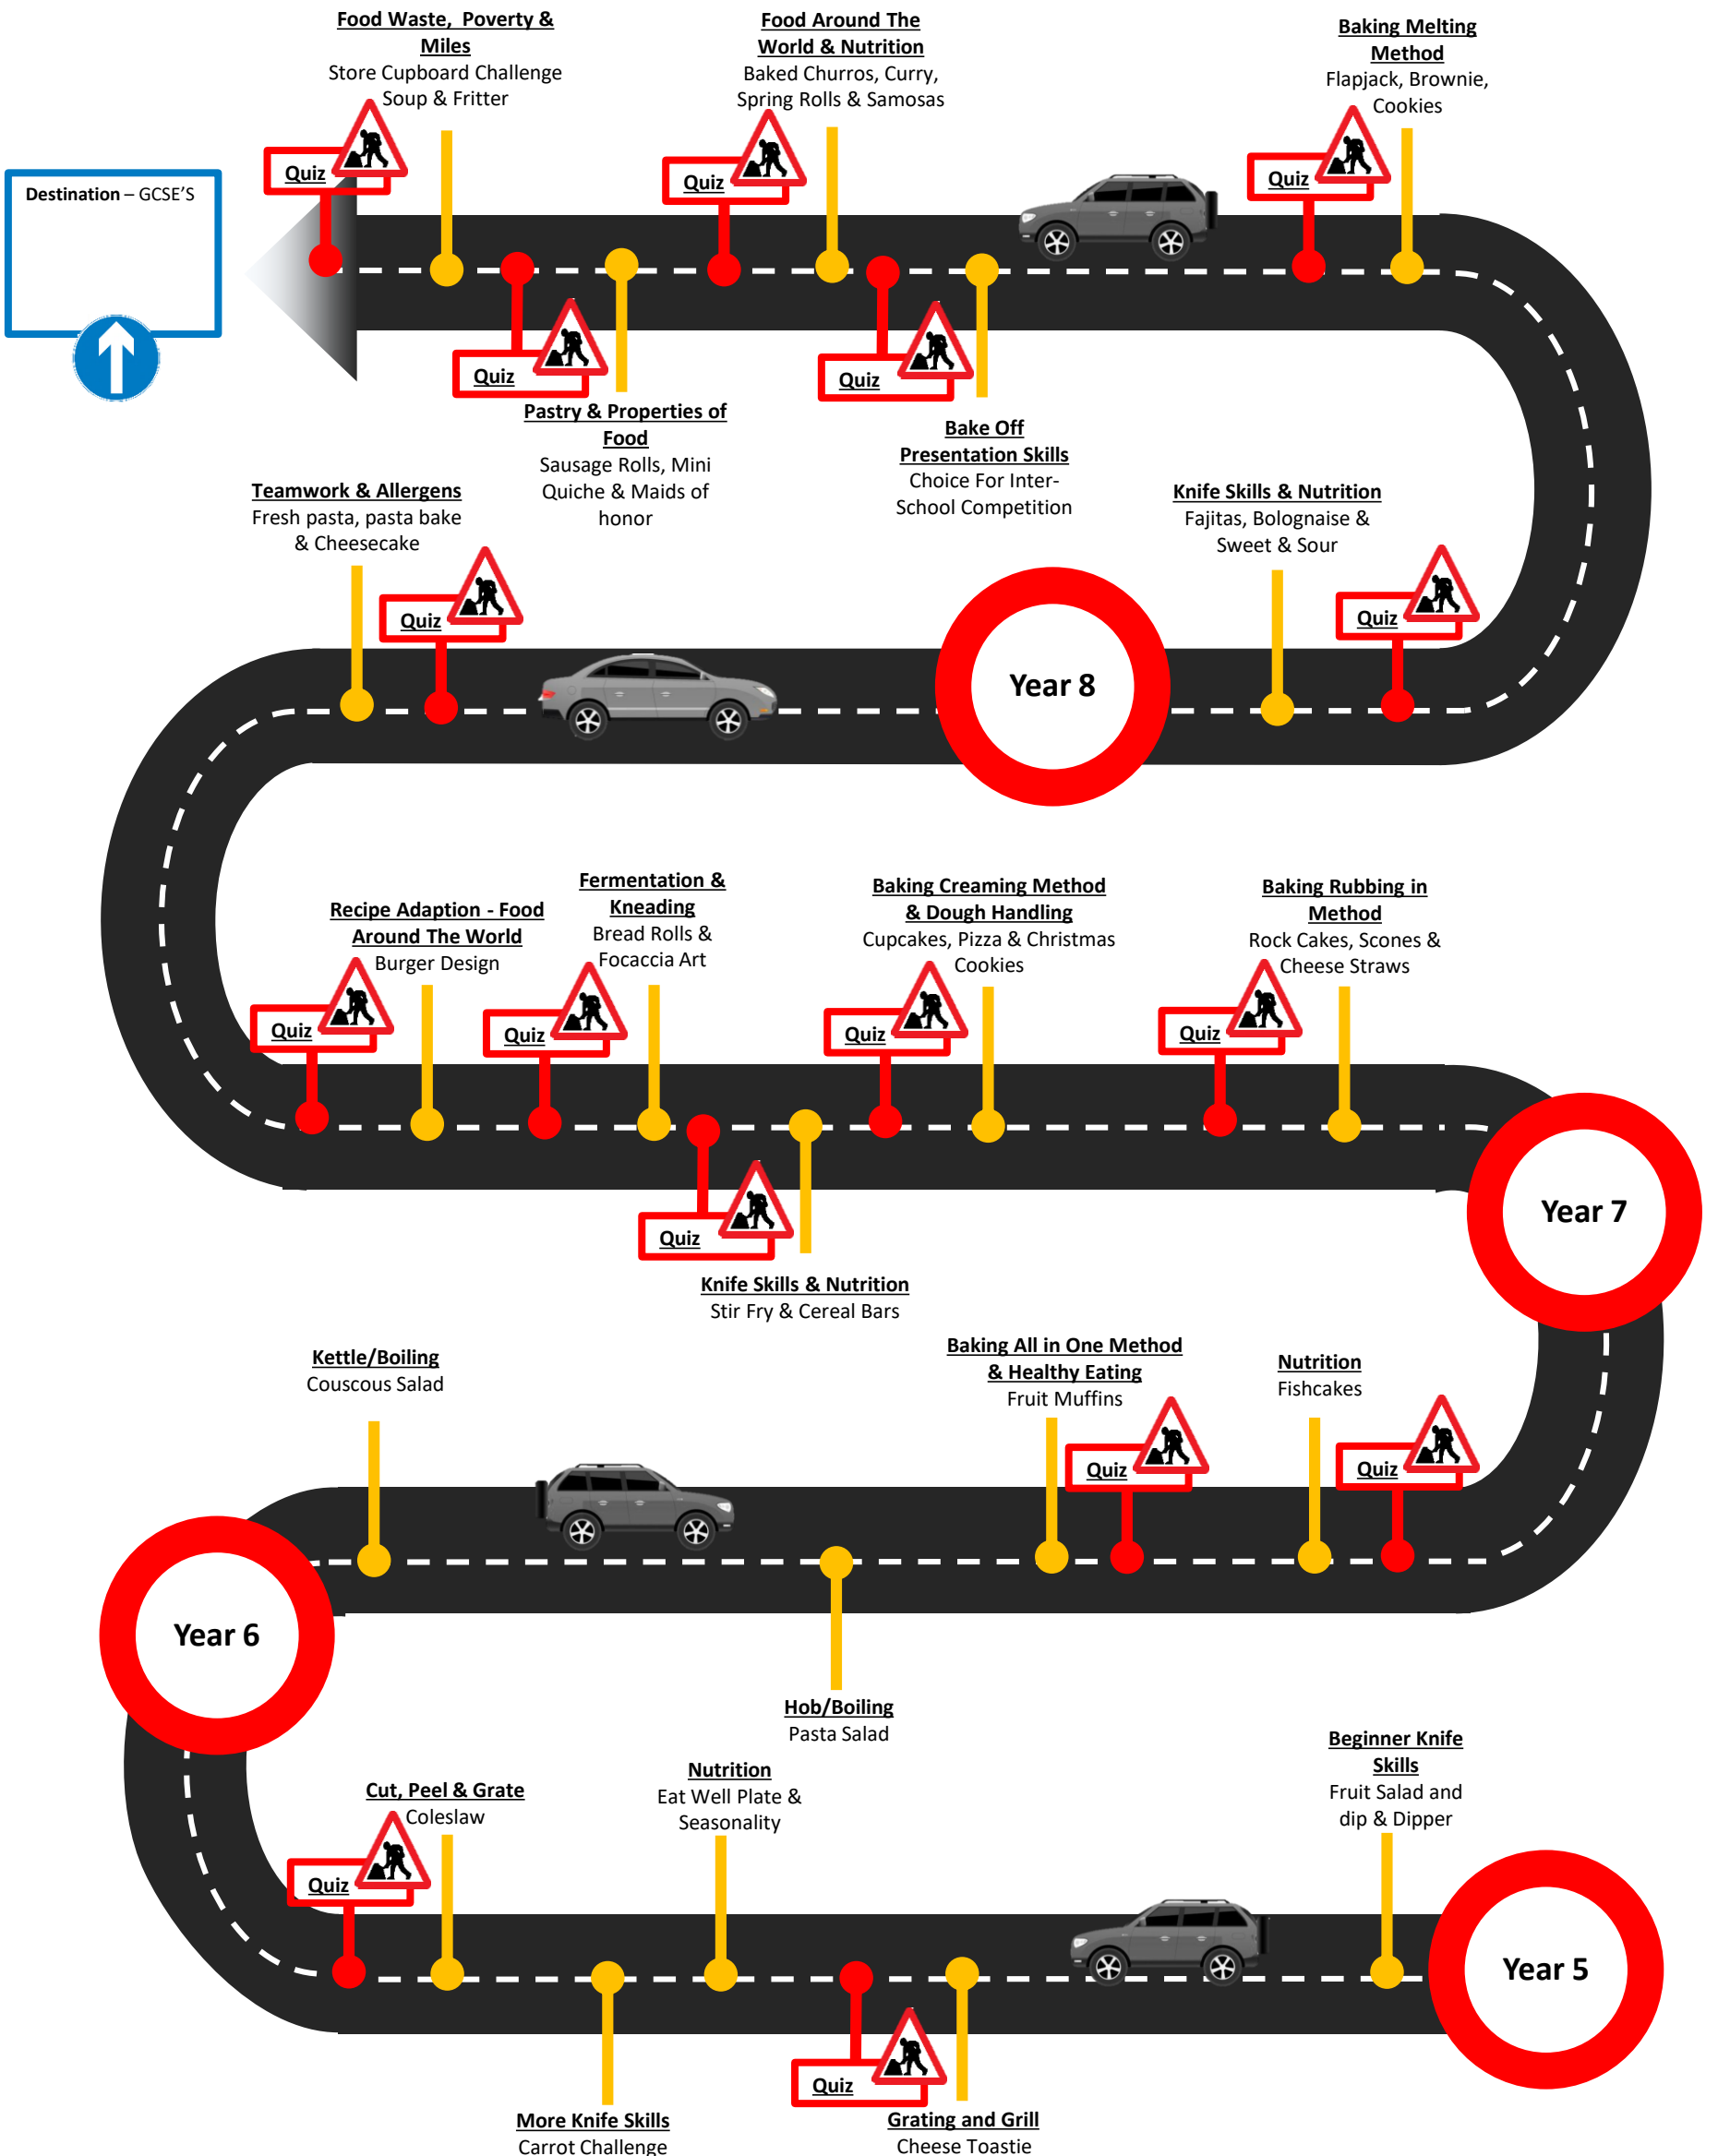 Food Waste, Poverty &
Miles
Store Cupboard Challenge
Soup & Fritter
Food Around The
World & Nutrition
Baked Churros, Curry,
Spring Rolls & Samosas
Baking Melting
Method
Flapjack, Brownie,
Cookies
Quiz
Quiz
Quiz
Destination – GCSE'S
Quiz
Quiz
Pastry & Properties of
Food
Sausage Rolls, Mini
Quiche & Maids of
honor
Bake Off
Presentation Skills
Choice For Inter-
School Competition
Teamwork & Allergens
Fresh pasta, pasta bake
& Cheesecake
Knife Skills & Nutrition
Fajitas, Bolognaise &
Sweet & Sour
Quiz
Quiz
Year 8
Recipe Adaption - Food
Around The World
Burger Design
Fermentation &
Kneading
Bread Rolls &
Focaccia Art
Baking Creaming Method
& Dough Handling
Cupcakes, Pizza & Christmas
Cookies
Baking Rubbing in
Method
Rock Cakes, Scones &
Cheese Straws
Quiz
Quiz
Quiz
Quiz
Year 7
Quiz
Knife Skills & Nutrition
Stir Fry & Cereal Bars
Kettle/Boiling
Couscous Salad
Baking All in One Method
& Healthy Eating
Fruit Muffins
Nutrition
Fishcakes
Quiz
Quiz
Year 6
Hob/Boiling
Pasta Salad
Cut, Peel & Grate
Coleslaw
Nutrition
Eat Well Plate &
Seasonality
Beginner Knife
Skills
Fruit Salad and
dip & Dipper
Quiz
Year 5
Quiz
More Knife Skills
Carrot Challenge
Grating and Grill
Cheese Toastie